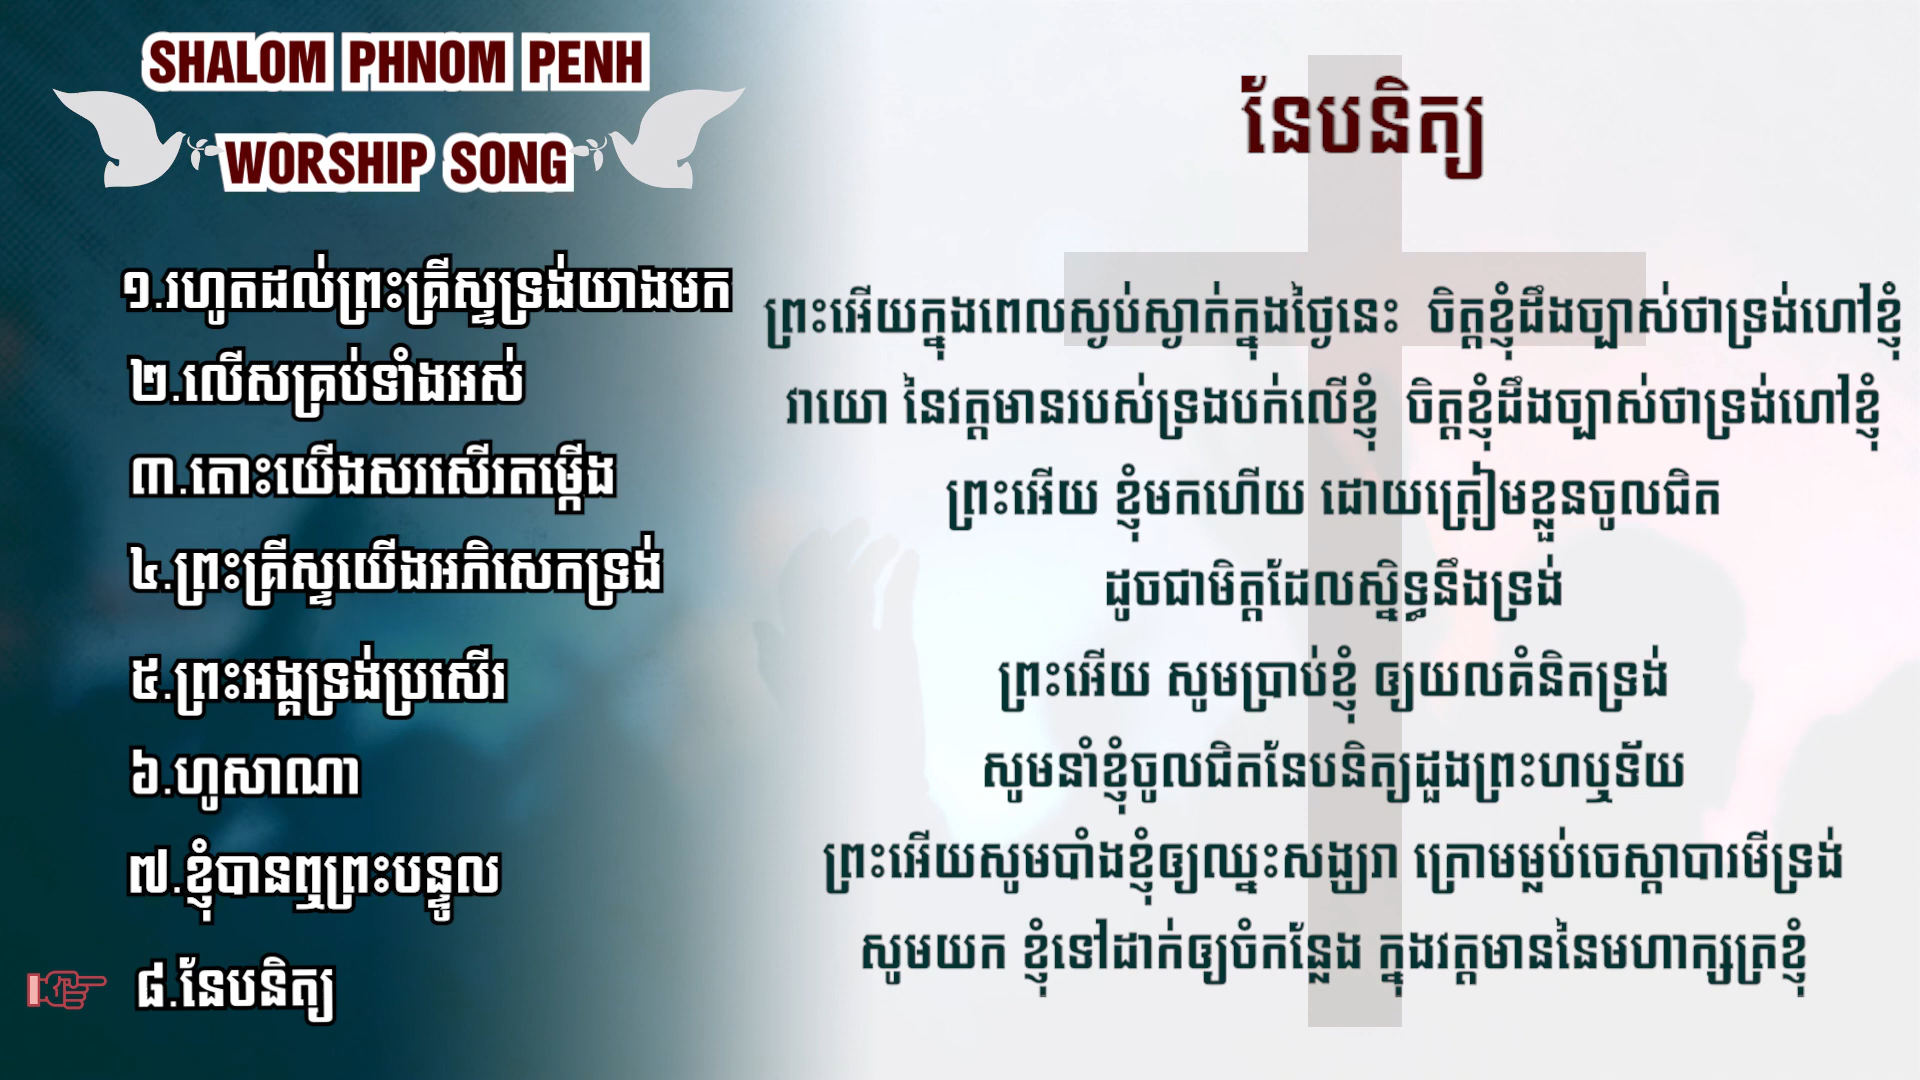 SHALOM PHNOM PENH
WORSHIP SONG
១.រហូតដល់ព្រះគ្រីស្ទទ្រង់យាងមក
២.លើសគ្រប់ទាំងអស់
៣.តោះយើងសរសើរតម្កើង
៤.ព្រះគ្រីស្ទយើងអភិសេកទ្រង់
៥.ព្រះអង្គទ្រង់ប្រសើរ
៦.ហូសាណា
៧.ខ្ញុំបានឮព្រះបន្ទូល
៨.នែបនិត្យ
នែបនិត្យ
ព្រះអើយក្នុងពេលស្ងប់ស្ងាត់ក្នុងថ្ងៃនេះ ចិត្តខ្ញុំដឹងច្បាស់ថាទ្រង់ហៅខ្ញុំ
វាយោ នៃវត្តមានរបស់ទ្រងបក់លើខ្ញុំ ចិត្តខ្ញុំដឹងច្បាស់ថាទ្រង់ហៅខ្ញុំ
ព្រះអើយ ខ្ញុំមកហើយ ដោយត្រៀមខ្លួនចូលជិត
ដូចជាមិត្តដែលស្និទ្ធនឹងទ្រង់
ព្រះអើយ សូមប្រាប់ខ្ញុំ ឲ្យយលគំនិតទ្រង់
សូមនាំខ្ញុំចូលជិតនែបនិត្យដួងព្រះហឬទ័យ
ព្រះអើយសូមបាំងខ្ញុំឲ្យឈ្នះសង្ឃរា ក្រោមម្លប់ចេស្តាបារមីទ្រង់
សូមយក ខ្ញុំទៅដាក់ឲ្យចំកន្លែង ក្នុងវត្តមាននៃមហាក្សត្រខ្ញុំ